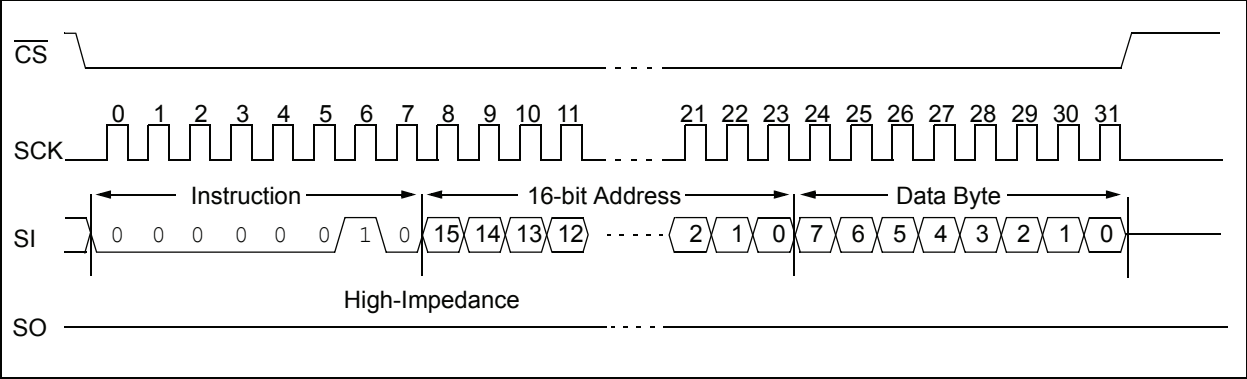 CS
0 1 2 3 4 5 6 7 8 9 10 11 21 22 23 24 25 26 27 28 29 30 31
SCK
Instruction 16-bit Address Data Byte
SI 0 0 0 0 0 0 1 0 15 14 13 12 2 1 0 7 6 5 4 3 2 1 0
High-Impedance
SO